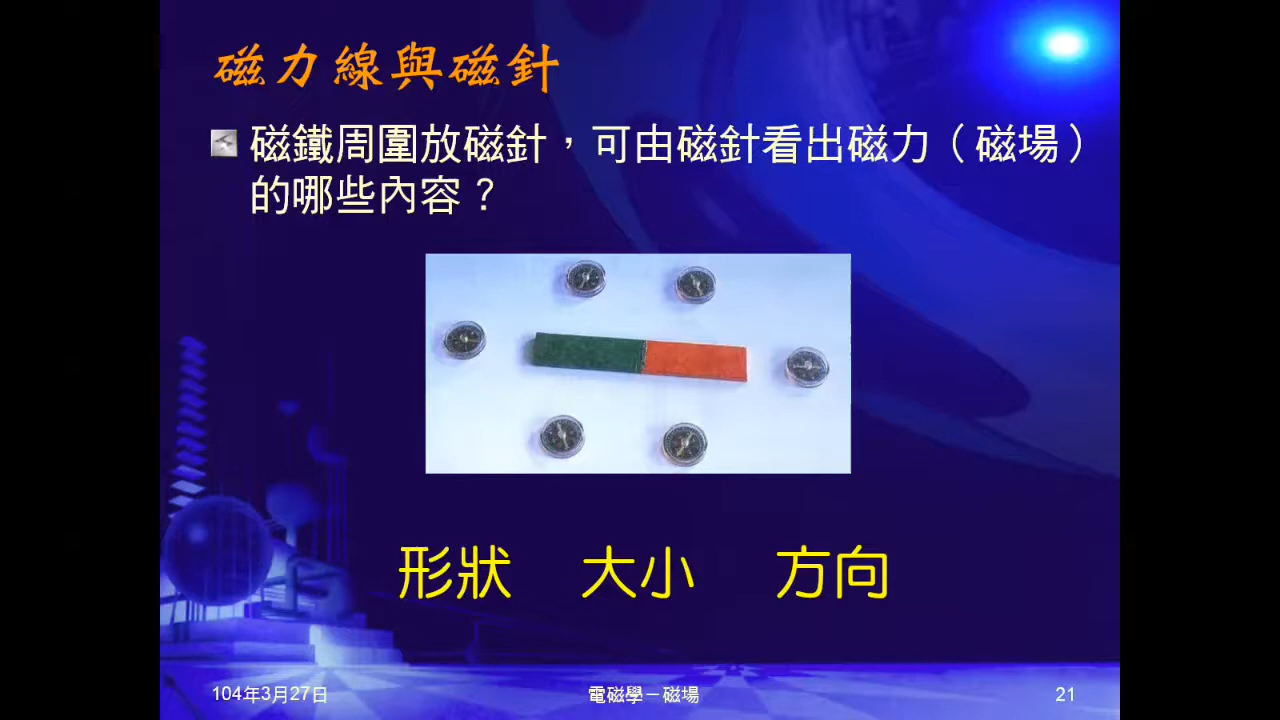 磁力線與磁針
磁鐵周圍放磁針，可由磁針看出磁力（磁場）
的哪些內容？
形狀 大小 方向
104年3月27日 電磁學－磁場 21